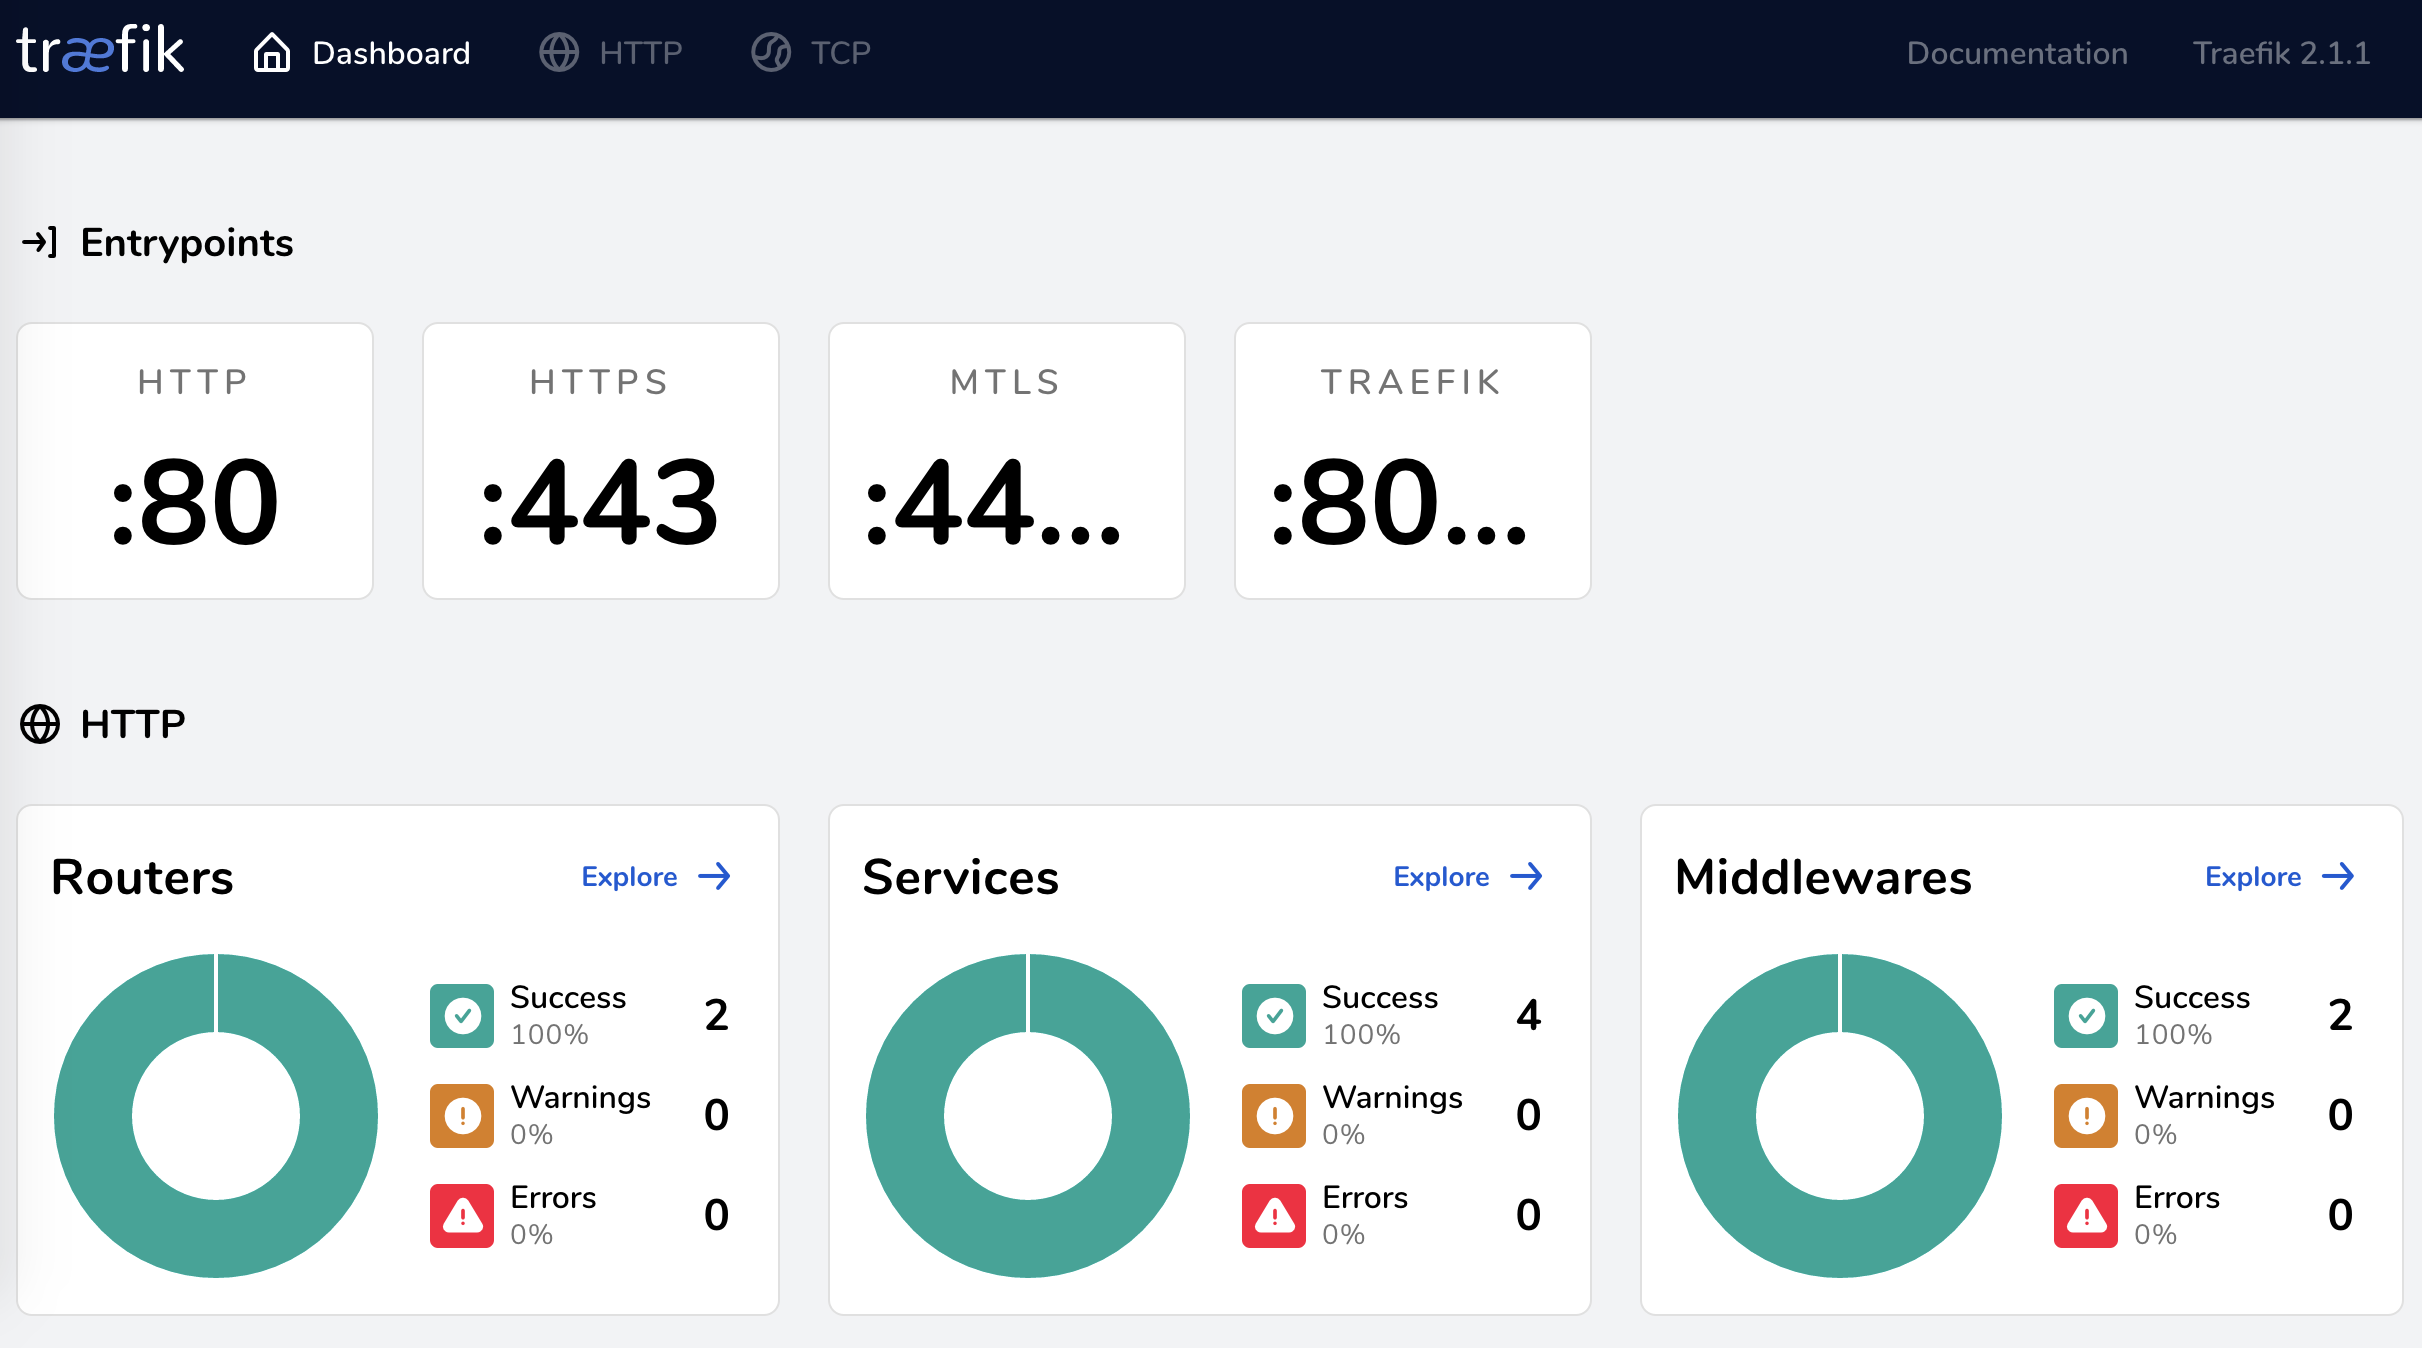 træfik Dashboard HTTP TCP Documentation Traefik 2.1.1
Entrypoints
HTTP HTTPS MTLS TRAEFIK
:80 :443 :44... :80...
HTTP
Routers Explore
Success 2
100%
Warnings 0
0%
Errors 0
0%
Services Explore
Success 4
100%
Warnings 0
0%
Errors 0
0%
Middlewares Explore
Success 2
100%
Warnings 0
0%
Errors 0
0%